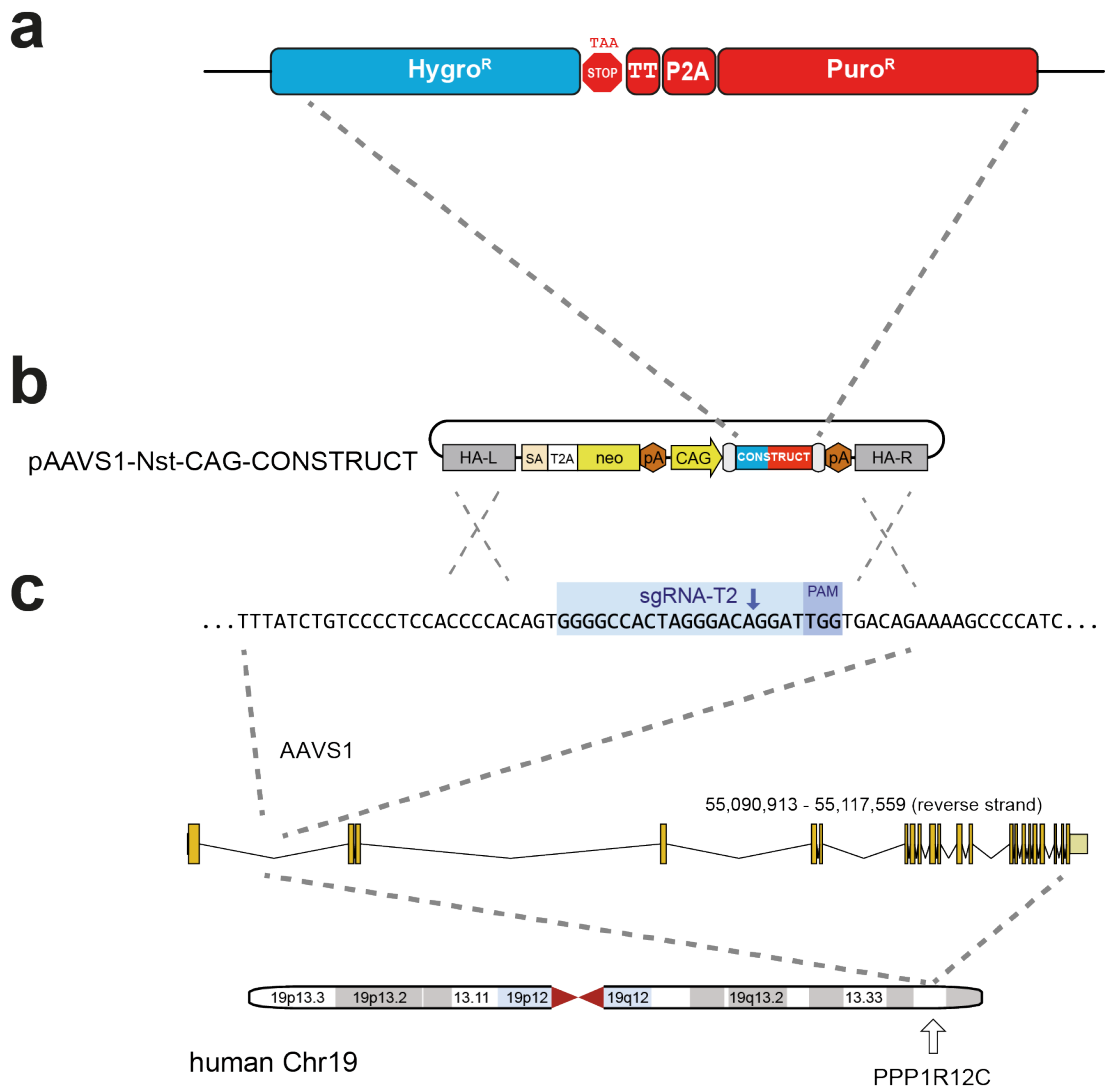 a
TAA
Hygroᴿ STOP TT P2A Puroᴿ
b
pAAVS1-Nst-CAG-CONSTRUCT HA-L SA T2A neo pA CAG CONSTRUCT pA HA-R
c
sgRNA-T2 PAM
...TTTATCTGTCCCCTCCACCCCACAGTGGGGCCACTAGGGACAGGATTGGTGACAGAAAAGCCCCATC...
AAVS1
55,090,913 - 55,117,559 (reverse strand)
19p13.3 19p13.2 13.11 19p12 19q12 19q13.2 13.33
human Chr19
PPP1R12C